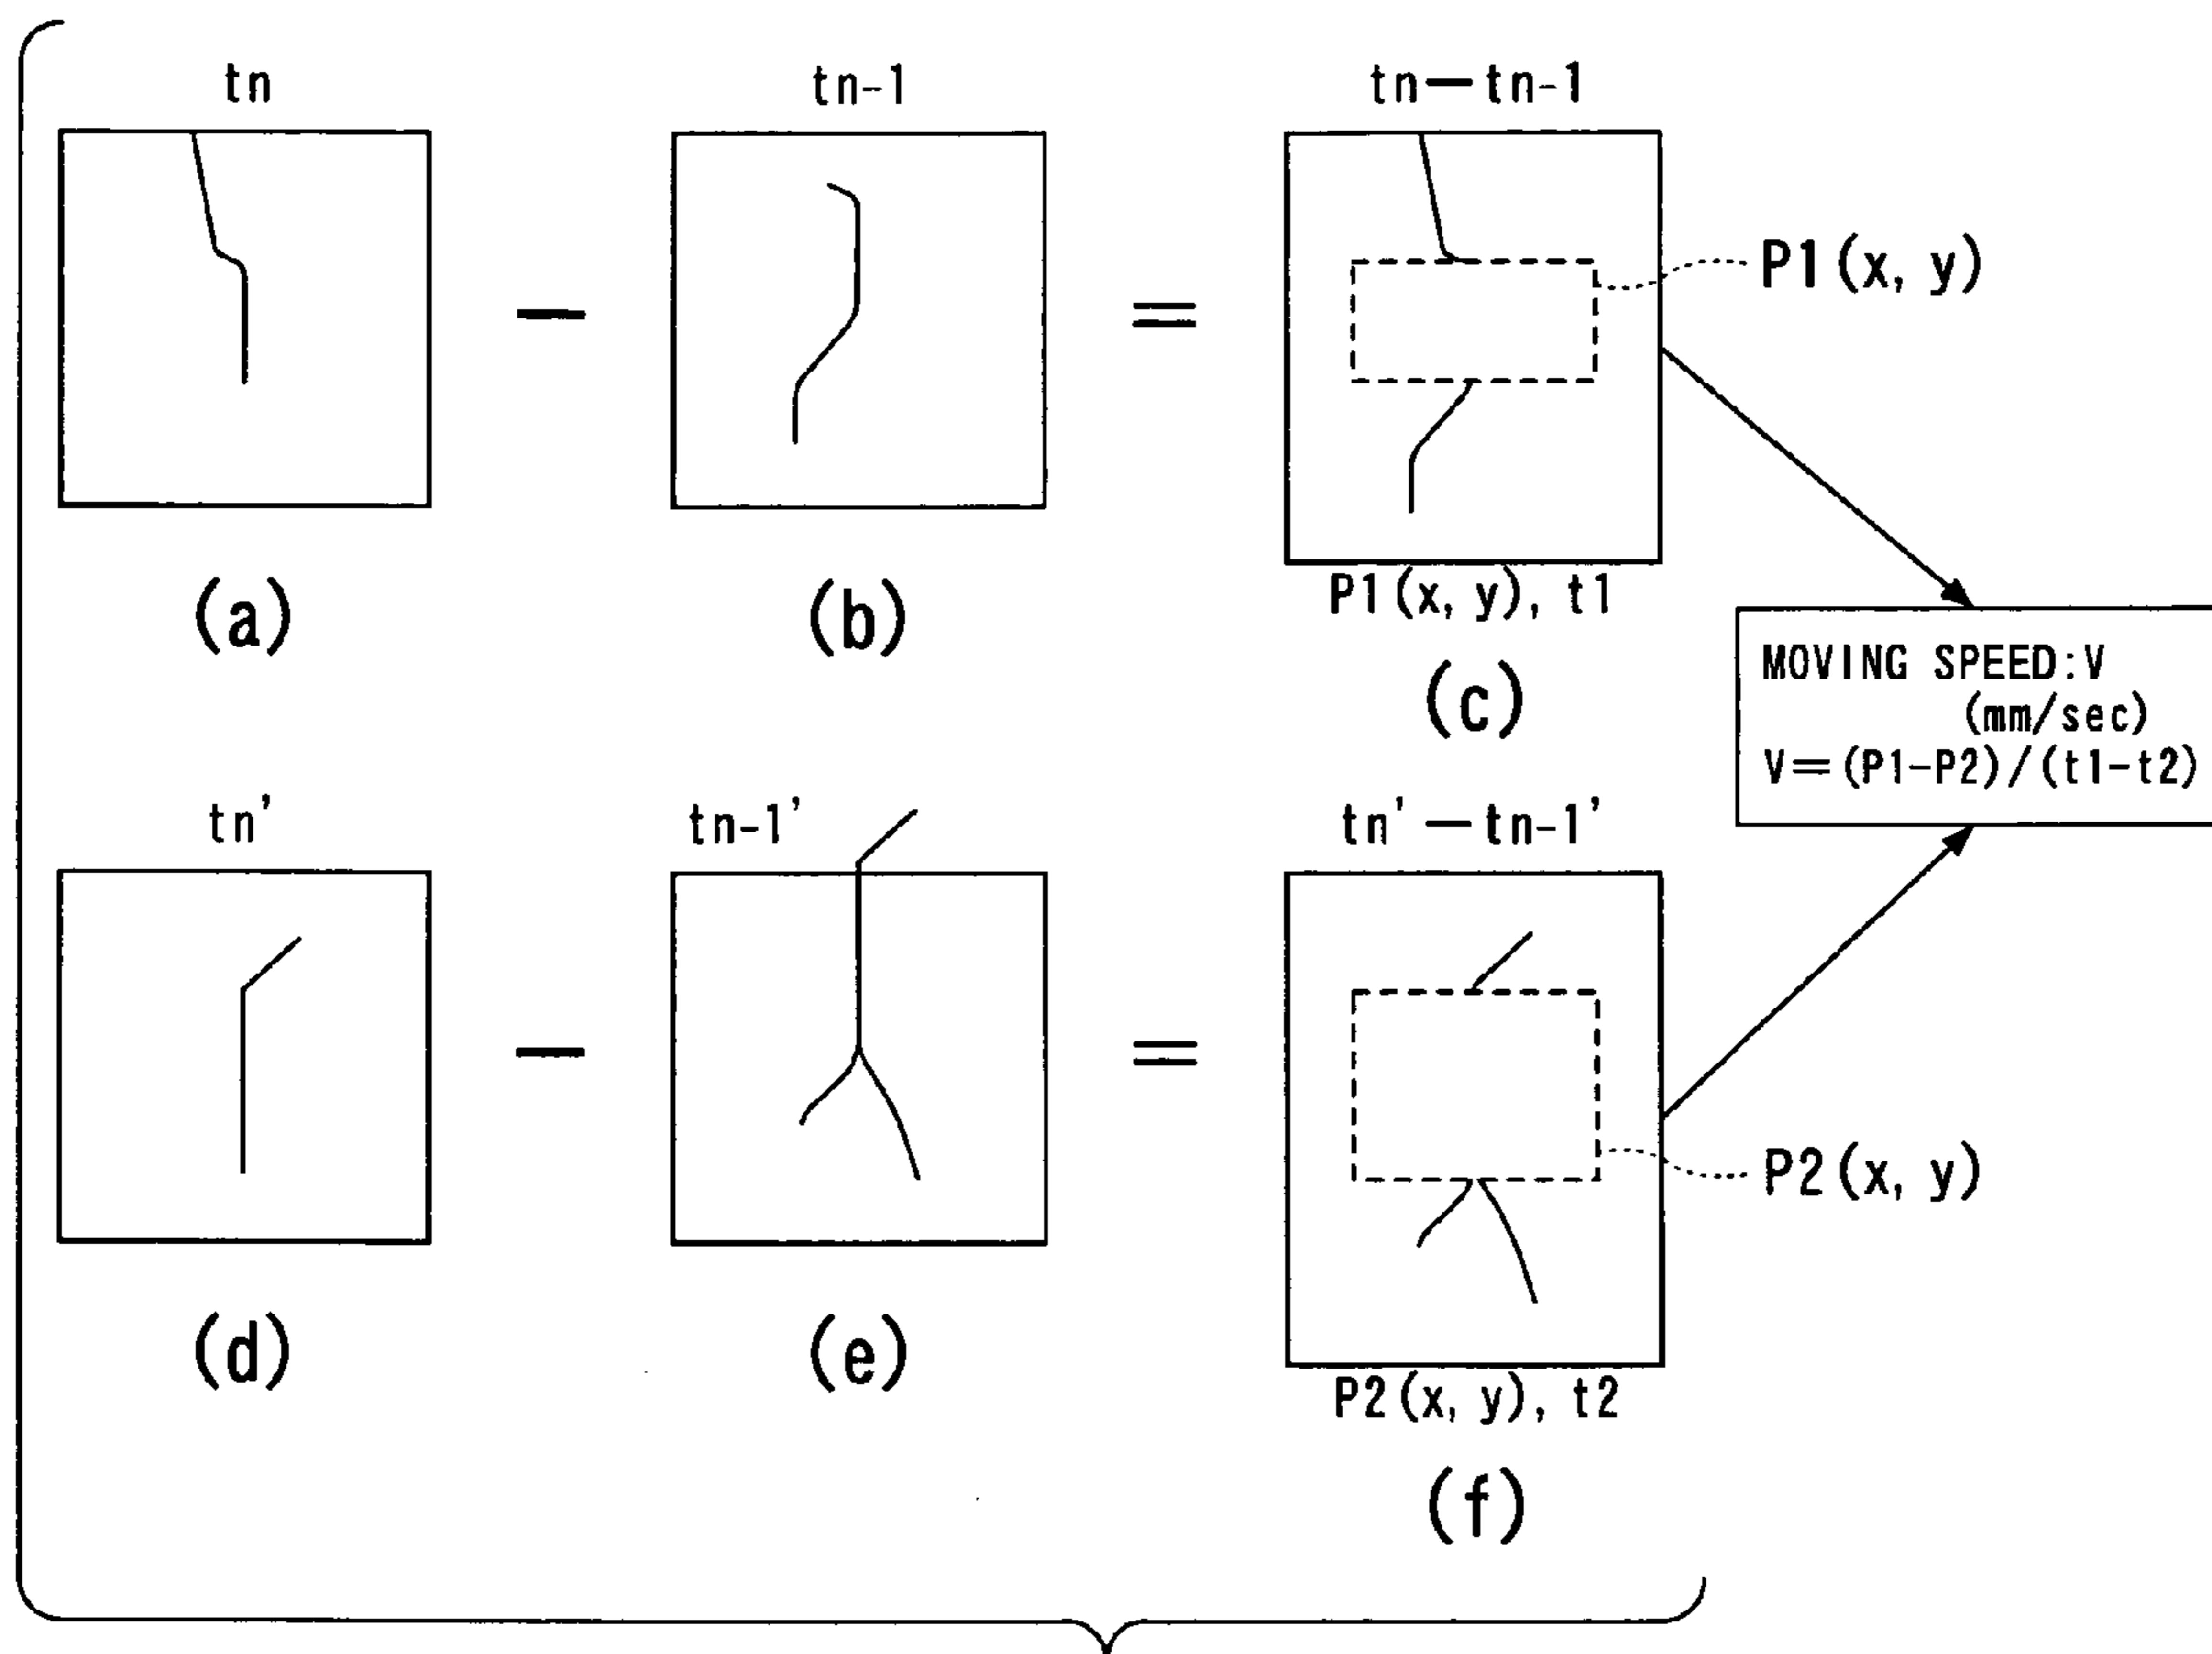 tn
tn-1
tn—tn-1
P1(x, y)
P1(x, y), t1
(a)
(b)
(c)
MOVING SPEED:V
(mm/sec)
V=(P1-P2)/(t1-t2)
tn'
tn-1'
tn'—tn-1'
P2(x, y)
P2(x, y), t2
(d)
(e)
(f)